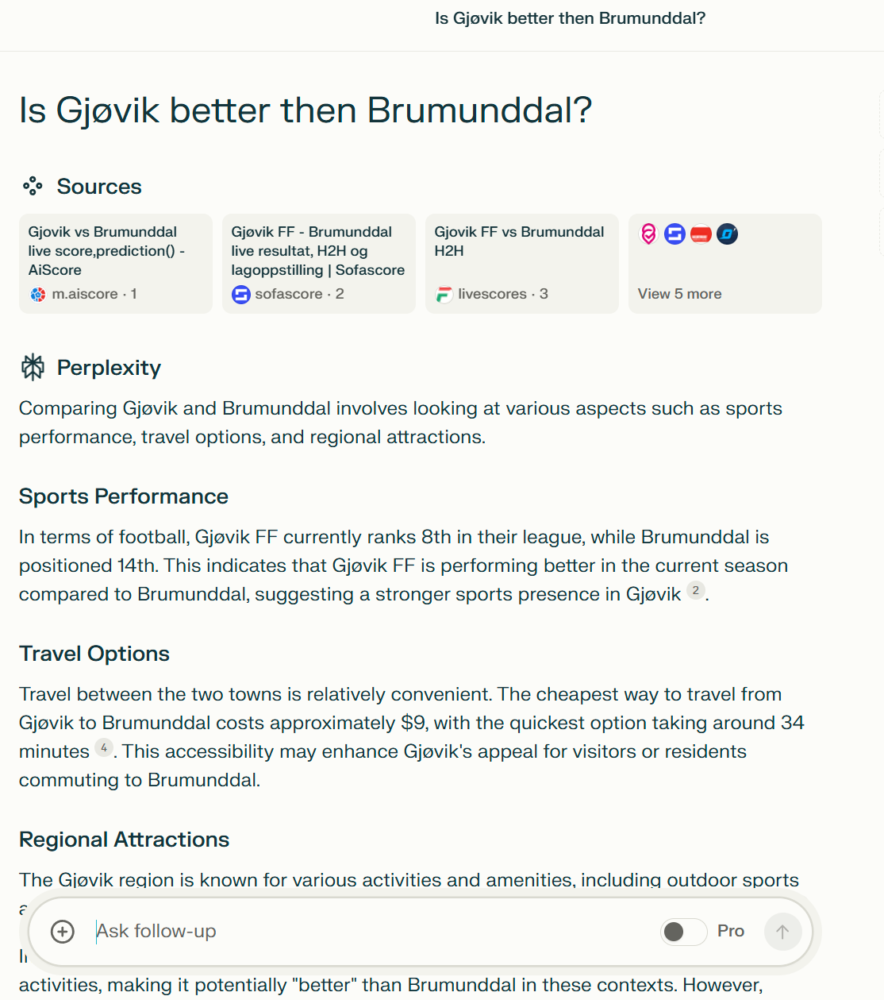 Is Gjøvik better then Brumunddal?
Is Gjøvik better then Brumunddal?
Sources
Gjovik vs Brumunddal
live score,prediction() -
AiScore
m.aiscore · 1
Gjøvik FF - Brumunddal
live resultat, H2H og
lagoppstilling | Sofascore
sofascore · 2
Gjovik FF vs Brumunddal
H2H
livescores · 3
View 5 more
Perplexity
Comparing Gjøvik and Brumunddal involves looking at various aspects such as sports
performance, travel options, and regional attractions.
Sports Performance
In terms of football, Gjøvik FF currently ranks 8th in their league, while Brumunddal is
positioned 14th. This indicates that Gjøvik FF is performing better in the current season
compared to Brumunddal, suggesting a stronger sports presence in Gjøvik 2.
Travel Options
Travel between the two towns is relatively convenient. The cheapest way to travel from
Gjøvik to Brumunddal costs approximately $9, with the quickest option taking around 34
minutes 4. This accessibility may enhance Gjøvik's appeal for visitors or residents
commuting to Brumunddal.
Regional Attractions
The Gjøvik region is known for various activities and amenities, including outdoor sports
Ask follow-up
Pro
activities, making it potentially "better" than Brumunddal in these contexts. However,